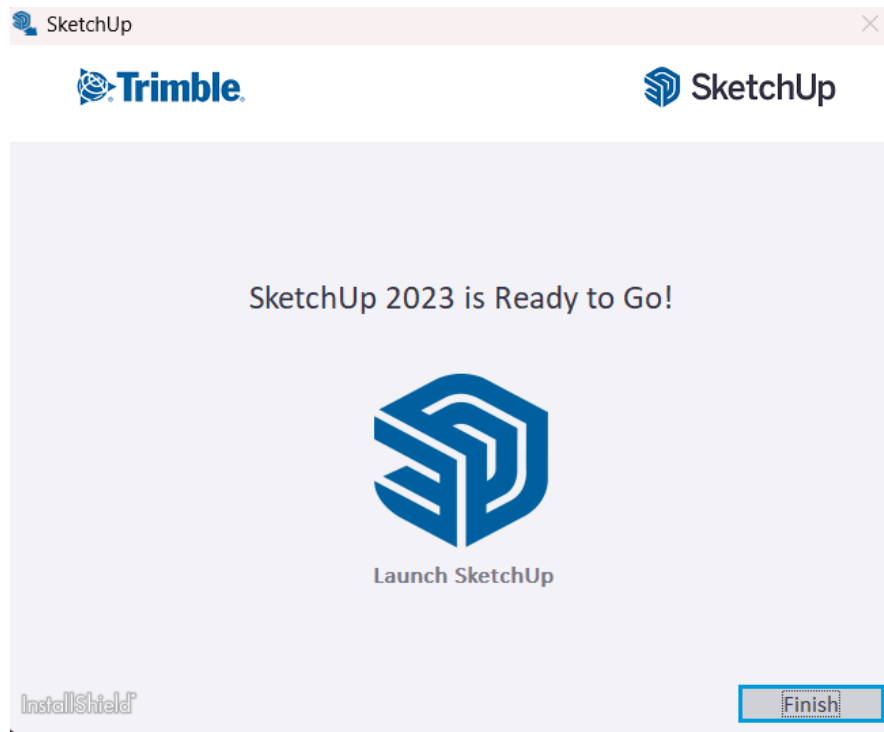 SketchUp
Trimble.
SketchUp
SketchUp 2023 is Ready to Go!
Launch SketchUp
InstallShield
Finish